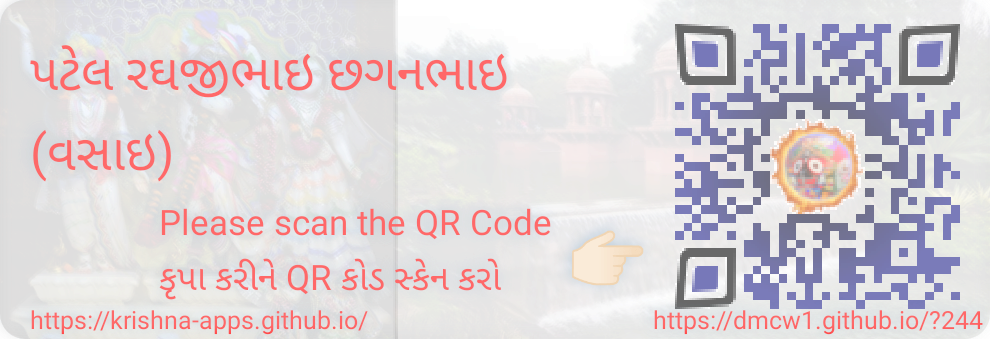 પટેલ રઘજીભાઇ છગનભાઇ
(વસાઇ)
Please scan the QR Code
કૃપા કરીને QR કોડ સ્કેન કરો
https://krishna-apps.github.io/
https://dmcw1.github.io/?244